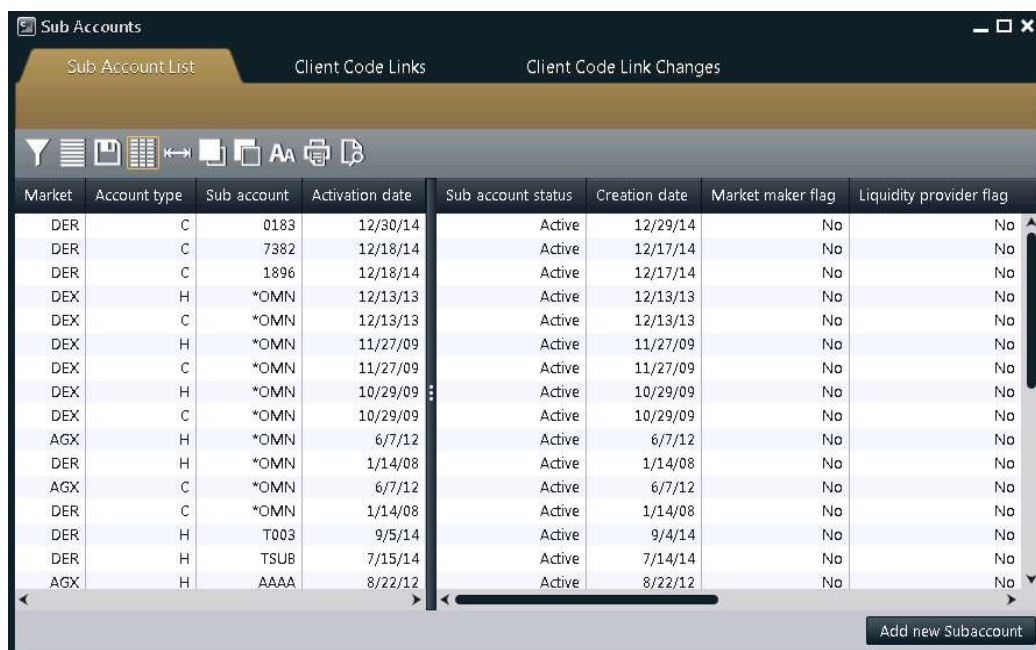 Sub Accounts
Sub Account List Client Code Links Client Code Link Changes
AA
Market Account type Sub account Activation date Sub account status Creation date Market maker flag Liquidity provider flag
DER C 0183 12/30/14 Active 12/29/14 No No
DER C 7382 12/18/14 Active 12/17/14 No No
DER C 1896 12/18/14 Active 12/17/14 No No
DEX H *OMN 12/13/13 Active 12/13/13 No No
DEX C *OMN 12/13/13 Active 12/13/13 No No
DEX H *OMN 11/27/09 Active 11/27/09 No No
DEX C *OMN 11/27/09 Active 11/27/09 No No
DEX H *OMN 10/29/09 Active 10/29/09 No No
DEX C *OMN 10/29/09 Active 10/29/09 No No
AGX H *OMN 6/7/12 Active 6/7/12 No No
DER H *OMN 1/14/08 Active 1/14/08 No No
AGX C *OMN 6/7/12 Active 6/7/12 No No
DER C *OMN 1/14/08 Active 1/14/08 No No
DER H T003 9/5/14 Active 9/4/14 No No
DER H TSUB 7/15/14 Active 7/14/14 No No
AGX H AAAA 8/22/12 Active 8/22/12 No No
Add new Subaccount